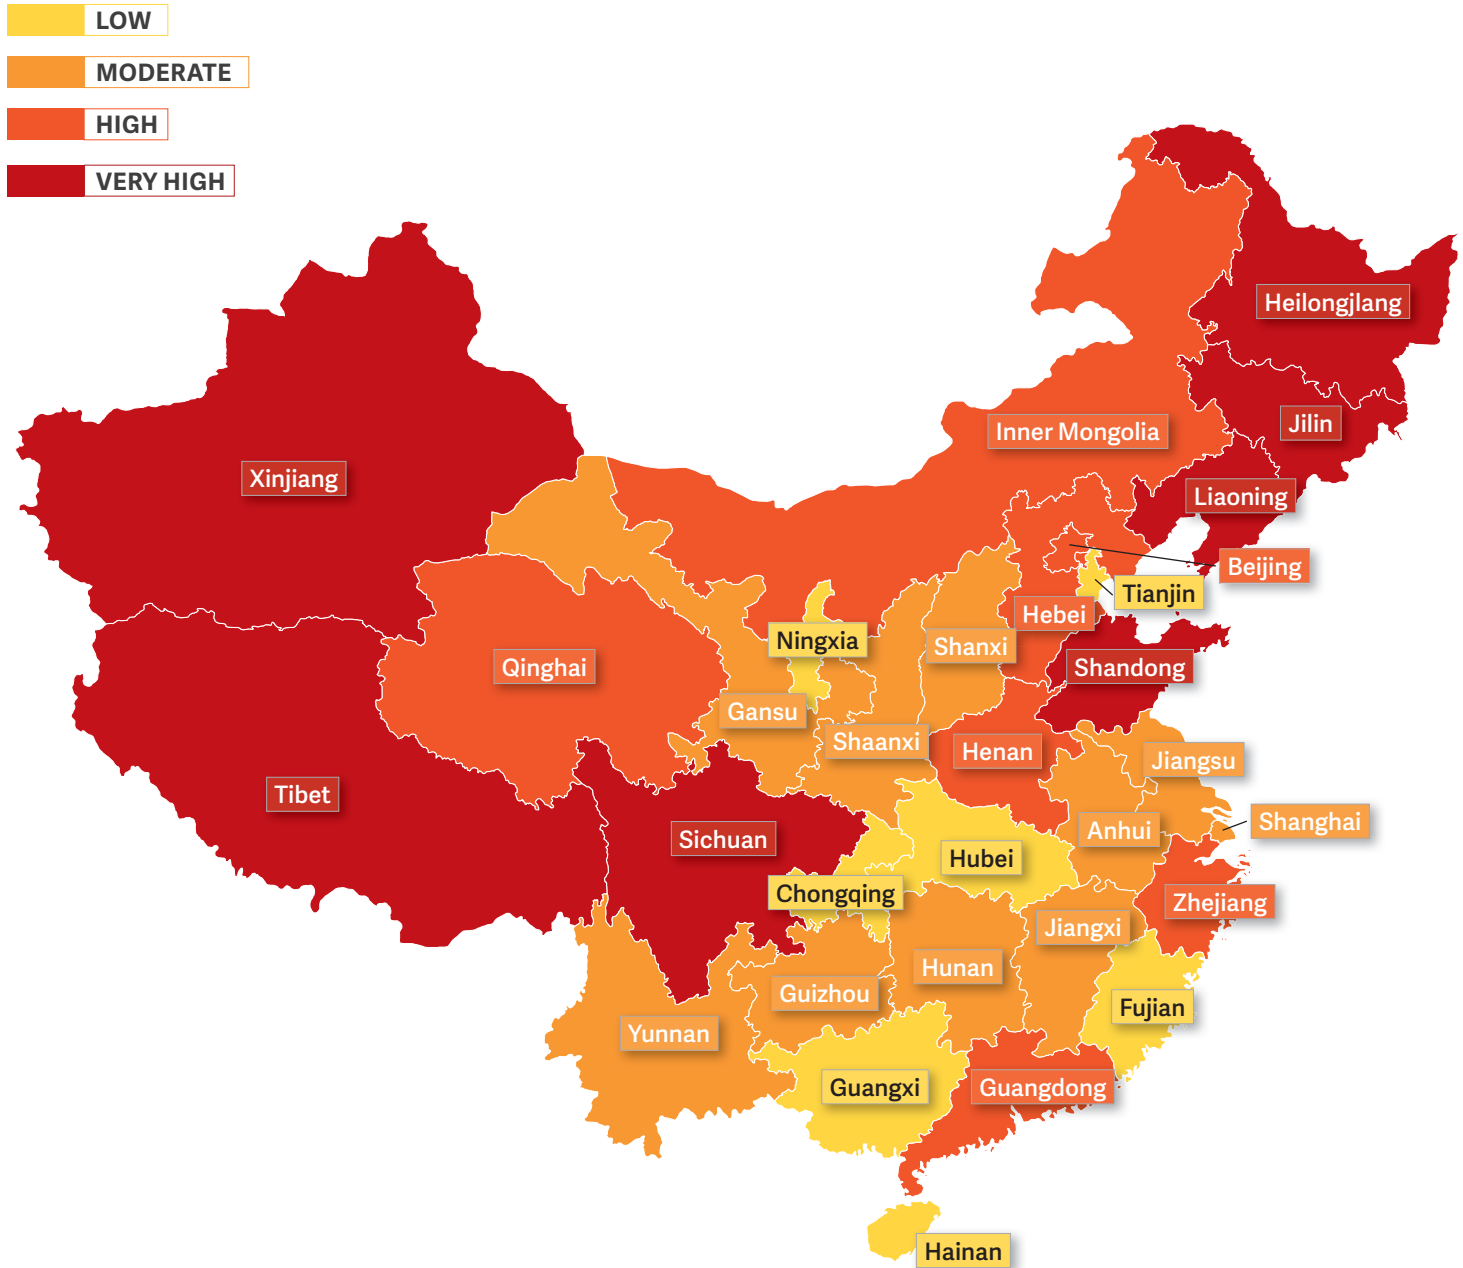 LOW
MODERATE
HIGH
VERY HIGH
Heilongjlang
Jilin
Inner Mongolia
Xinjiang
Liaoning
Beijing
Tianjin
Hebei
Ningxia
Shanxi
Qinghai
Shandong
Gansu
Shaanxi
Henan
Jiangsu
Tibet
Shanghai
Anhui
Sichuan
Hubei
Chongqing
Zhejiang
Jiangxi
Hunan
Guizhou
Fujian
Yunnan
Guangxi
Guangdong
Hainan